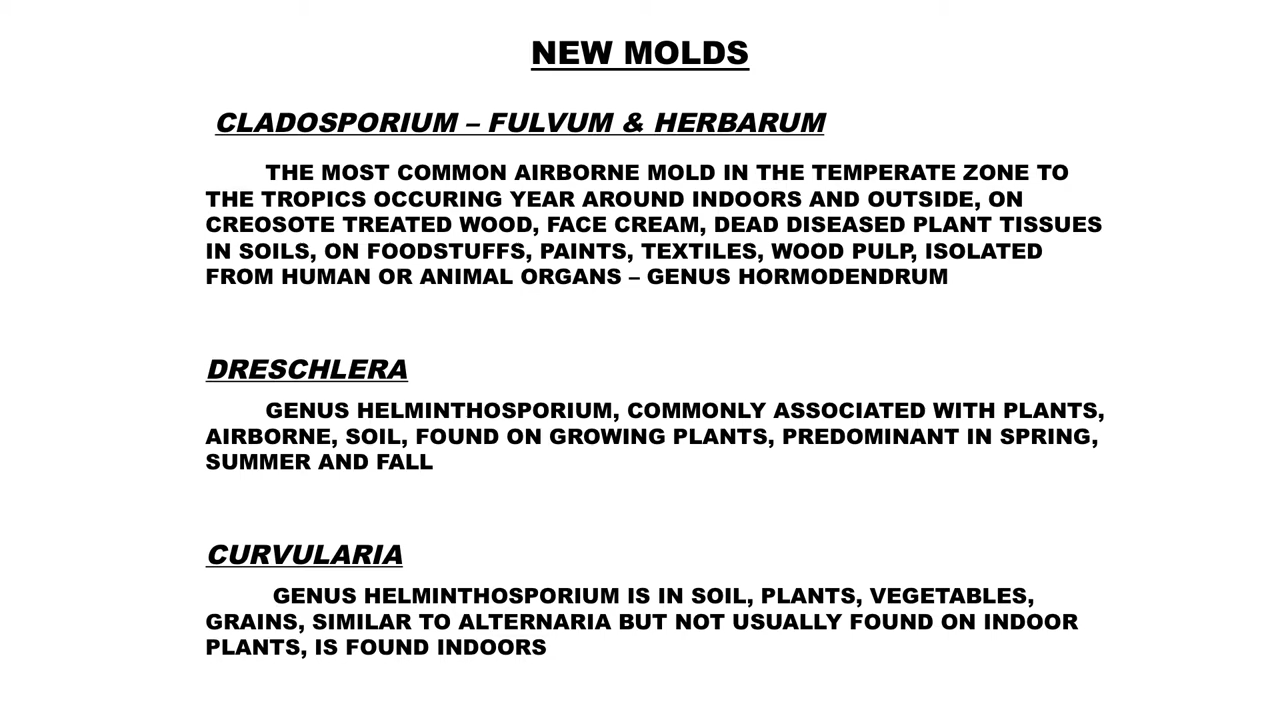 NEW MOLDS
CLADOSPORIUM – FULVUM & HERBARUM
THE MOST COMMON AIRBORNE MOLD IN THE TEMPERATE ZONE TO
THE TROPICS OCCURING YEAR AROUND INDOORS AND OUTSIDE, ON
CREOSOTE TREATED WOOD, FACE CREAM, DEAD DISEASED PLANT TISSUES
IN SOILS, ON FOODSTUFFS, PAINTS, TEXTILES, WOOD PULP, ISOLATED
FROM HUMAN OR ANIMAL ORGANS – GENUS HORMODENDRUM
DRESCHLERA
GENUS HELMINTHOSPORIUM, COMMONLY ASSOCIATED WITH PLANTS,
AIRBORNE, SOIL, FOUND ON GROWING PLANTS, PREDOMINANT IN SPRING,
SUMMER AND FALL
CURVULARIA
GENUS HELMINTHOSPORIUM IS IN SOIL, PLANTS, VEGETABLES,
GRAINS, SIMILAR TO ALTERNARIA BUT NOT USUALLY FOUND ON INDOOR
PLANTS, IS FOUND INDOORS